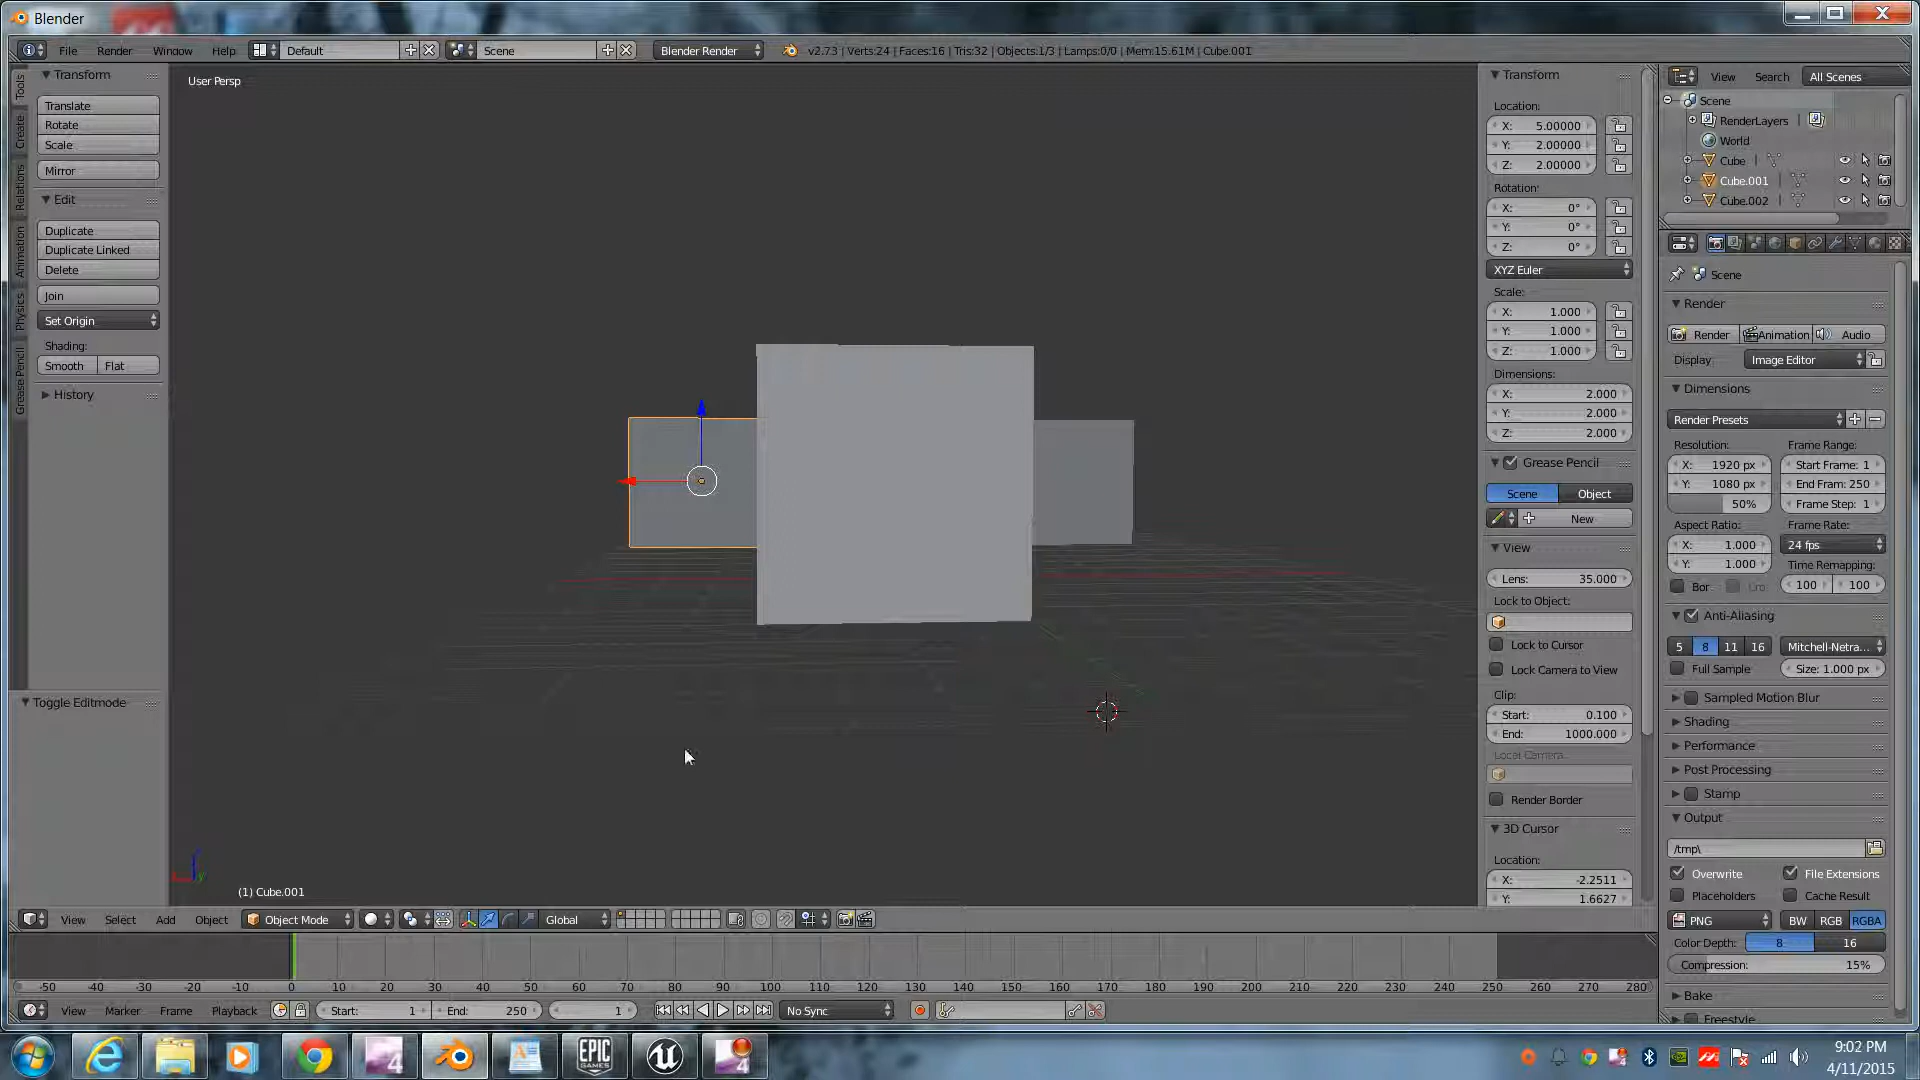 Blender
File Render Window Help Default Scene Blender Render v2.73 | Verts:24 | Faces:16 | Tris:32 | Objects:1/3 | Lamps:0/0 | Mem:15.61M | Cube.001
Tools
Create
Relations
Animation
Physics
Grease Pencil
Transform
Translate
Rotate
Scale
Mirror
Edit
Duplicate
Duplicate Linked
Delete
Join
Set Origin
Shading:
Smooth Flat
History
Toggle Editmode
User Persp
(1) Cube.001
Transform
Location:
X: 5.00000
Y: 2.00000
Z: 2.00000
Rotation:
X: 0°
Y: 0°
Z: 0°
XYZ Euler
Scale:
X: 1.000
Y: 1.000
Z: 1.000
Dimensions:
X: 2.000
Y: 2.000
Z: 2.000
Grease Pencil
Scene Object
New
View
Lens: 35.000
Lock to Object:
Lock to Cursor
Lock Camera to View
Clip:
Start: 0.100
End: 1000.000
Local Camera:
Render Border
3D Cursor
Location:
X: -2.2511
Y: 1.6627
View Search All Scenes
Scene
RenderLayers
World
Cube
Cube.001
Cube.002
Scene
Render
Render Animation Audio
Display: Image Editor
Dimensions
Render Presets
Resolution: Frame Range:
X: 1920 px Start Frame: 1
Y: 1080 px End Fram: 250
50% Frame Step: 1
Aspect Ratio: Frame Rate:
X: 1.000 24 fps
Y: 1.000 Time Remapping:
Bor 100 100
Anti-Aliasing
5 8 11 16 Mitchell-Netra...
Full Sample Size: 1.000 px
Sampled Motion Blur
Shading
Performance
Post Processing
Stamp
Output
/tmp\
Overwrite File Extensions
Placeholders Cache Result
PNG BW RGB RGBA
Color Depth: 8 16
Compression: 15%
Bake
Freestyle
View Select Add Object Object Mode Global
-50 -40 -30 -20 -10 0 10 20 30 40 50 60 70 80 90 100 110 120 130 140 150 160 170 180 190 200 210 220 230 240 250 260 270 280
View Marker Frame Playback Start: 1 End: 250 1 No Sync
4 EPIC GAMES 4
9:02 PM
4/11/2015